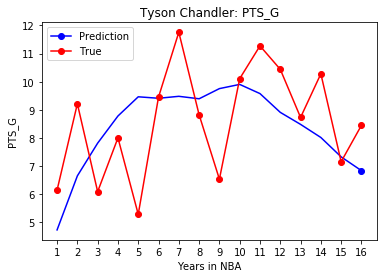 Tyson Chandler: PTS_G
Prediction
True
12
11
10
9
8
7
6
5
PTS_G
1 2 3 4 5 6 7 8 9 10 11 12 13 14 15 16
Years in NBA